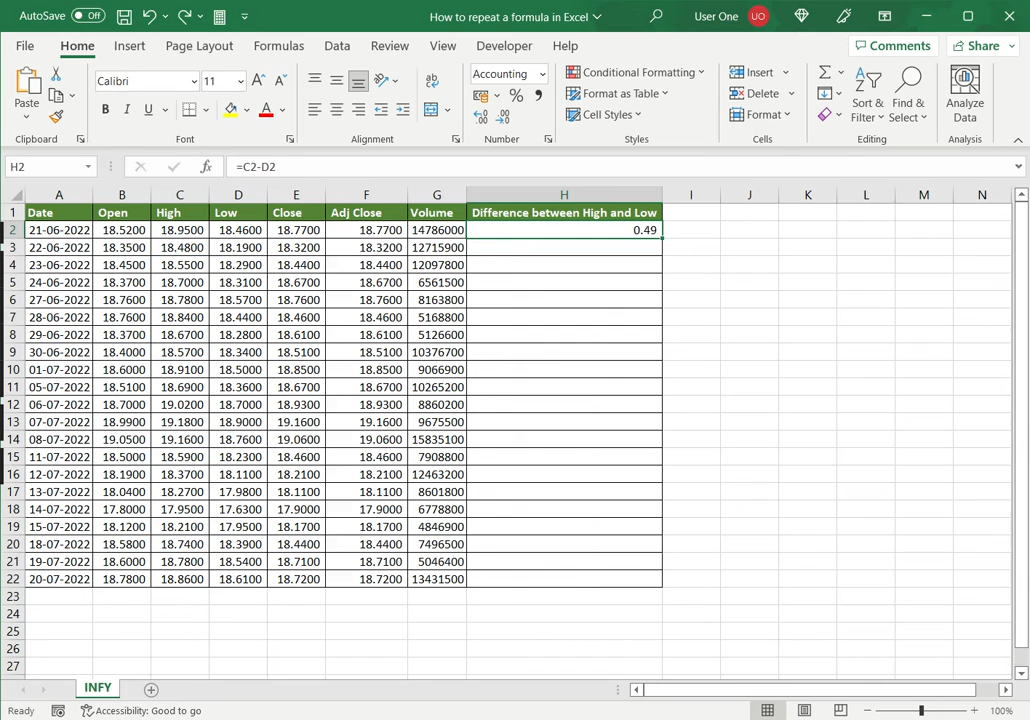 AutoSave Off How to repeat a formula in Excel User One UO
File Home Insert Page Layout Formulas Data Review View Developer Help Comments Share
Paste
Clipboard
Calibri 11
B I U
Font
ab
Alignment
Accounting
%
Number
Conditional Formatting
Format as Table
Cell Styles
Styles
Insert
Delete
Format
Cells
Sort & Filter
Find & Select
Editing
Analyze Data
Analysis
H2 fx =C2-D2
A B C D E F G H I J K L M N
1 Date Open High Low Close Adj Close Volume Difference between High and Low
2 21-06-2022 18.5200 18.9500 18.4600 18.7700 18.7700 14786000 0.49
3 22-06-2022 18.3500 18.4800 18.1900 18.3200 18.3200 12715900
4 23-06-2022 18.4500 18.5500 18.2900 18.4400 18.4400 12097800
5 24-06-2022 18.3700 18.7000 18.3100 18.6700 18.6700 6561500
6 27-06-2022 18.7600 18.7800 18.5700 18.7600 18.7600 8163800
7 28-06-2022 18.7600 18.8400 18.4400 18.4600 18.4600 5168800
8 29-06-2022 18.3700 18.6700 18.2800 18.6100 18.6100 5126600
9 30-06-2022 18.4000 18.5700 18.3400 18.5100 18.5100 10376700
10 01-07-2022 18.6000 18.9100 18.5000 18.8500 18.8500 9066900
11 05-07-2022 18.5100 18.6900 18.3600 18.6700 18.6700 10265200
12 06-07-2022 18.7000 19.0200 18.7000 18.9300 18.9300 8860200
13 07-07-2022 18.9900 19.1800 18.9000 19.1600 19.1600 9675500
14 08-07-2022 19.0500 19.1600 18.7600 19.0600 19.0600 15835100
15 11-07-2022 18.5000 18.5900 18.2300 18.4600 18.4600 7908800
16 12-07-2022 18.1900 18.3700 18.1100 18.2100 18.2100 12463200
17 13-07-2022 18.0400 18.2700 17.9800 18.1100 18.1100 8601800
18 14-07-2022 17.8000 17.9500 17.6300 17.9000 17.9000 6778800
19 15-07-2022 18.1200 18.2100 17.9500 18.1700 18.1700 4846900
20 18-07-2022 18.5800 18.7400 18.3900 18.4400 18.4400 7496500
21 19-07-2022 18.6000 18.7800 18.5400 18.7100 18.7100 5046400
22 20-07-2022 18.7800 18.8600 18.6100 18.7200 18.7200 13431500
23
24
25
26
27
INFY
Ready Accessibility: Good to go 100%